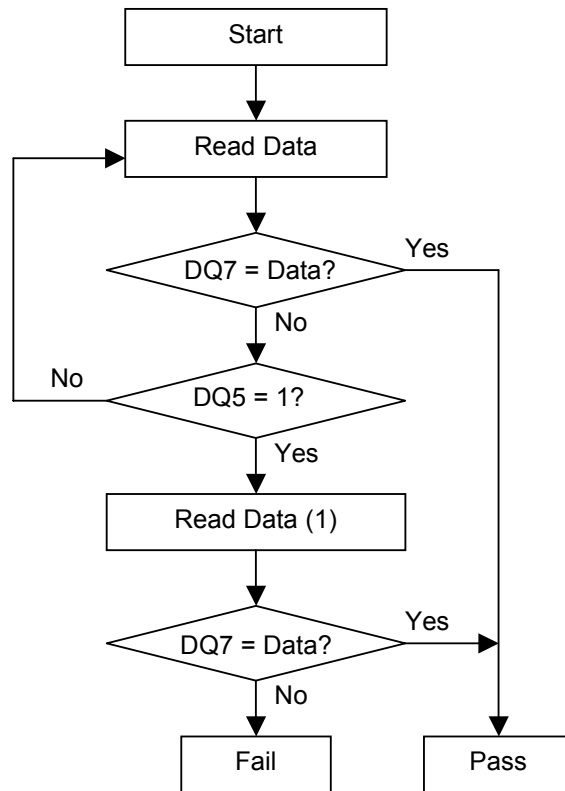 Start
Read Data
DQ7 = Data?
Yes
No
No
DQ5 = 1?
Yes
Read Data (1)
DQ7 = Data?
Yes
No
Fail
Pass